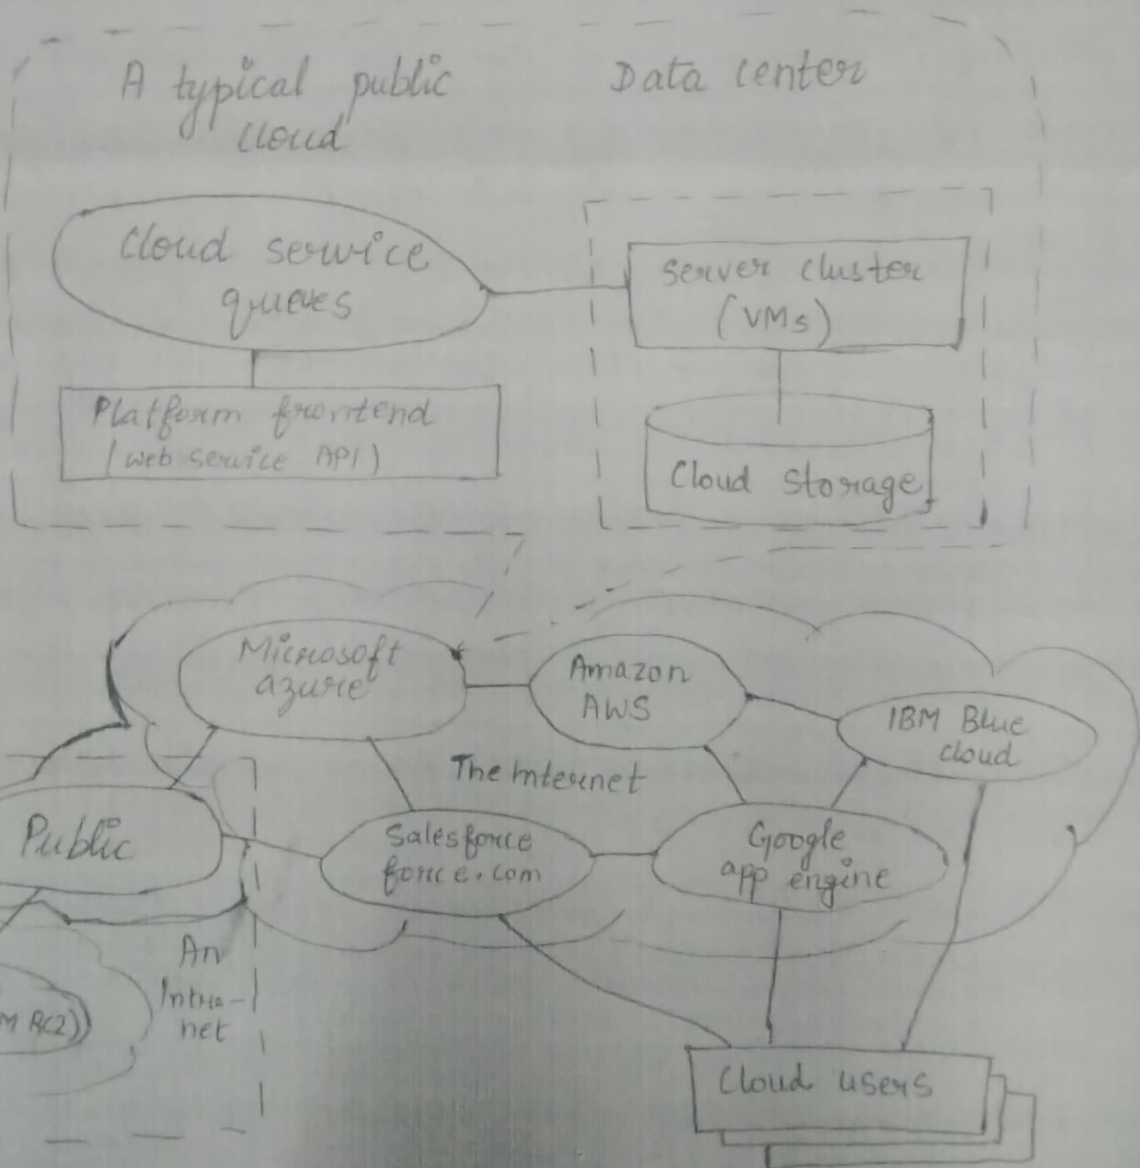 A typical public
cloud
Data center
Cloud service
queues
Server cluster
(VMs)
Platform frontend
(web service API)
Cloud Storage
Microsoft
azure
Amazon
AWS
IBM Blue
cloud
The Internet
Public
Salesforce
force.com
Google
app engine
An
Intra-
net
M RC2)
Cloud users